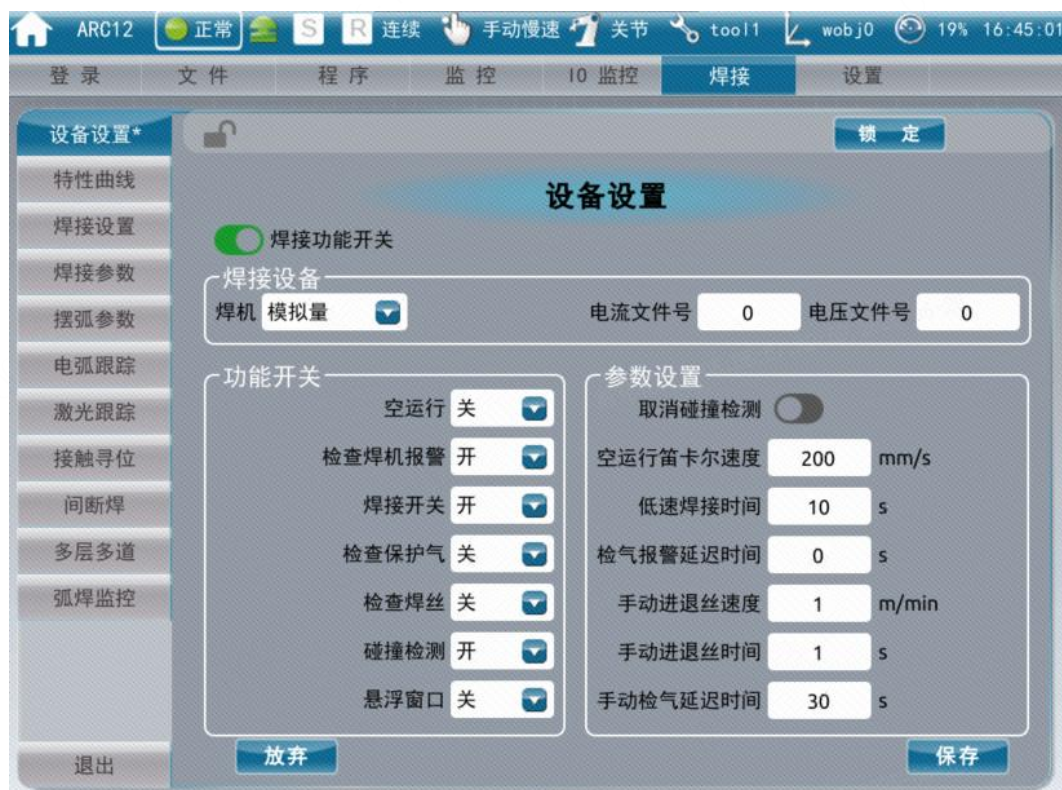 ARC12 正常 S R 连续 手动慢速 关节 tool1 wobj0 19% 16:45:01
登录 文件 程序 监控 IO 监控 焊接 设置
设备设置* 锁 定
特性曲线
设备设置
焊接设置
焊接功能开关
焊接参数
焊接设备
摆弧参数
焊机 模拟量 电流文件号 0 电压文件号 0
电弧跟踪
功能开关 参数设置
激光跟踪
空运行 关 取消碰撞检测
接触寻位
检查焊机报警 开 空运行笛卡尔速度 200 mm/s
间断焊
焊接开关 开 低速焊接时间 10 s
多层多道
检查保护气 关 检气报警延迟时间 0 s
弧焊监控
检查焊丝 关 手动进退丝速度 1 m/min
碰撞检测 开 手动进退丝时间 1 s
悬浮窗口 关 手动检气延迟时间 30 s
退出 放弃 保存